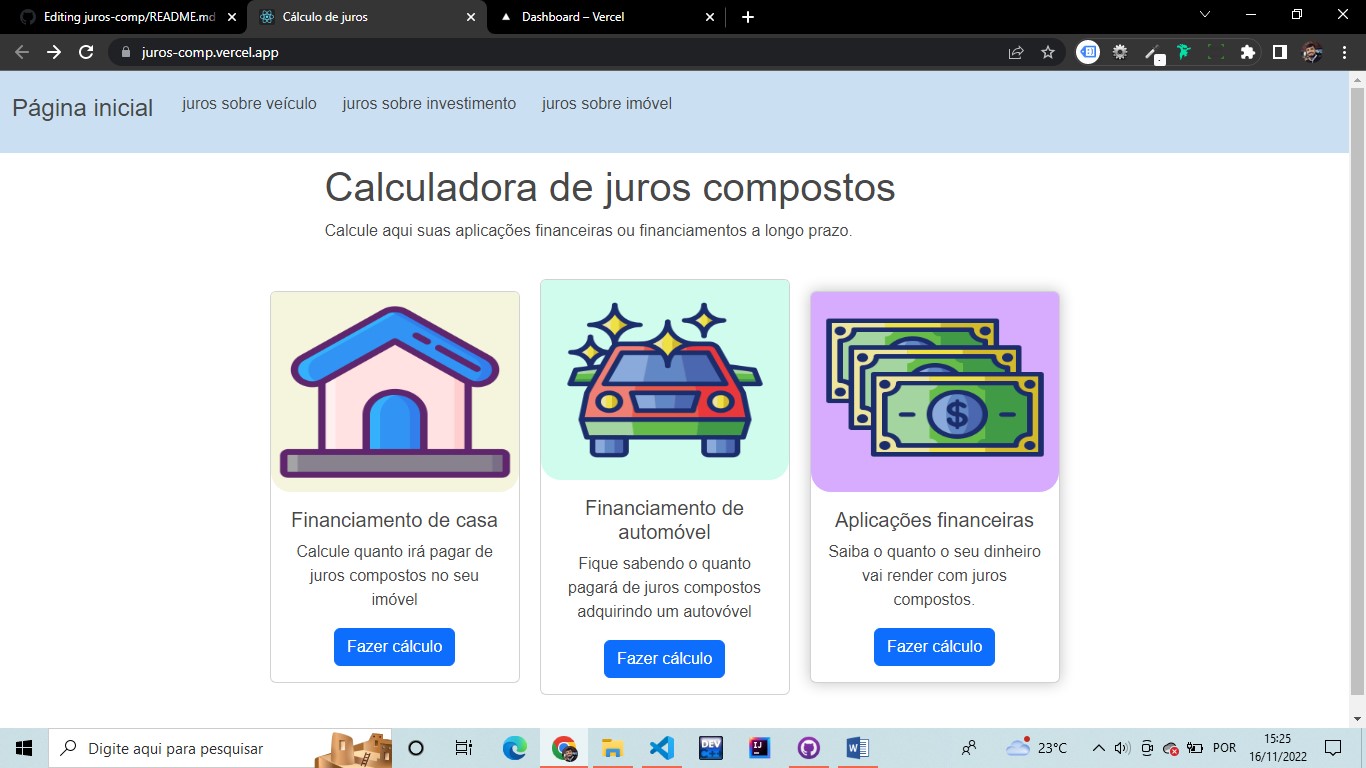 Editing juros-comp/README.md
Cálculo de juros
Dashboard – Vercel
juros-comp.vercel.app
Página inicial
juros sobre veículo
juros sobre investimento
juros sobre imóvel
Calculadora de juros compostos
Calcule aqui suas aplicações financeiras ou financiamentos a longo prazo.
$
Financiamento de casa
Calcule quanto irá pagar de
juros compostos no seu
imóvel
Fazer cálculo
Financiamento de
automóvel
Fique sabendo o quanto
pagará de juros compostos
adquirindo um autovóvel
Fazer cálculo
Aplicações financeiras
Saiba o quanto o seu dinheiro
vai render com juros
compostos.
Fazer cálculo
Digite aqui para pesquisar
DEV
IJ
W
23°C
POR
15:25
16/11/2022